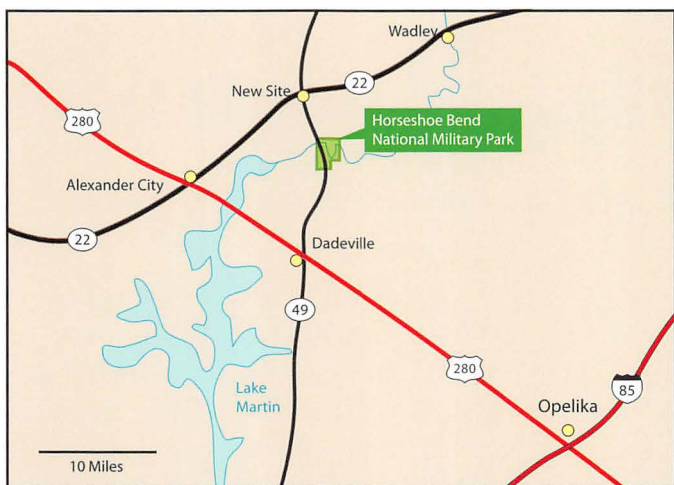 Wadley
22
New Site
280
Horseshoe Bend
National Military Park
Alexander City
22
Dadeville
49
280
85
Lake
Martin
Opelika
10 Miles